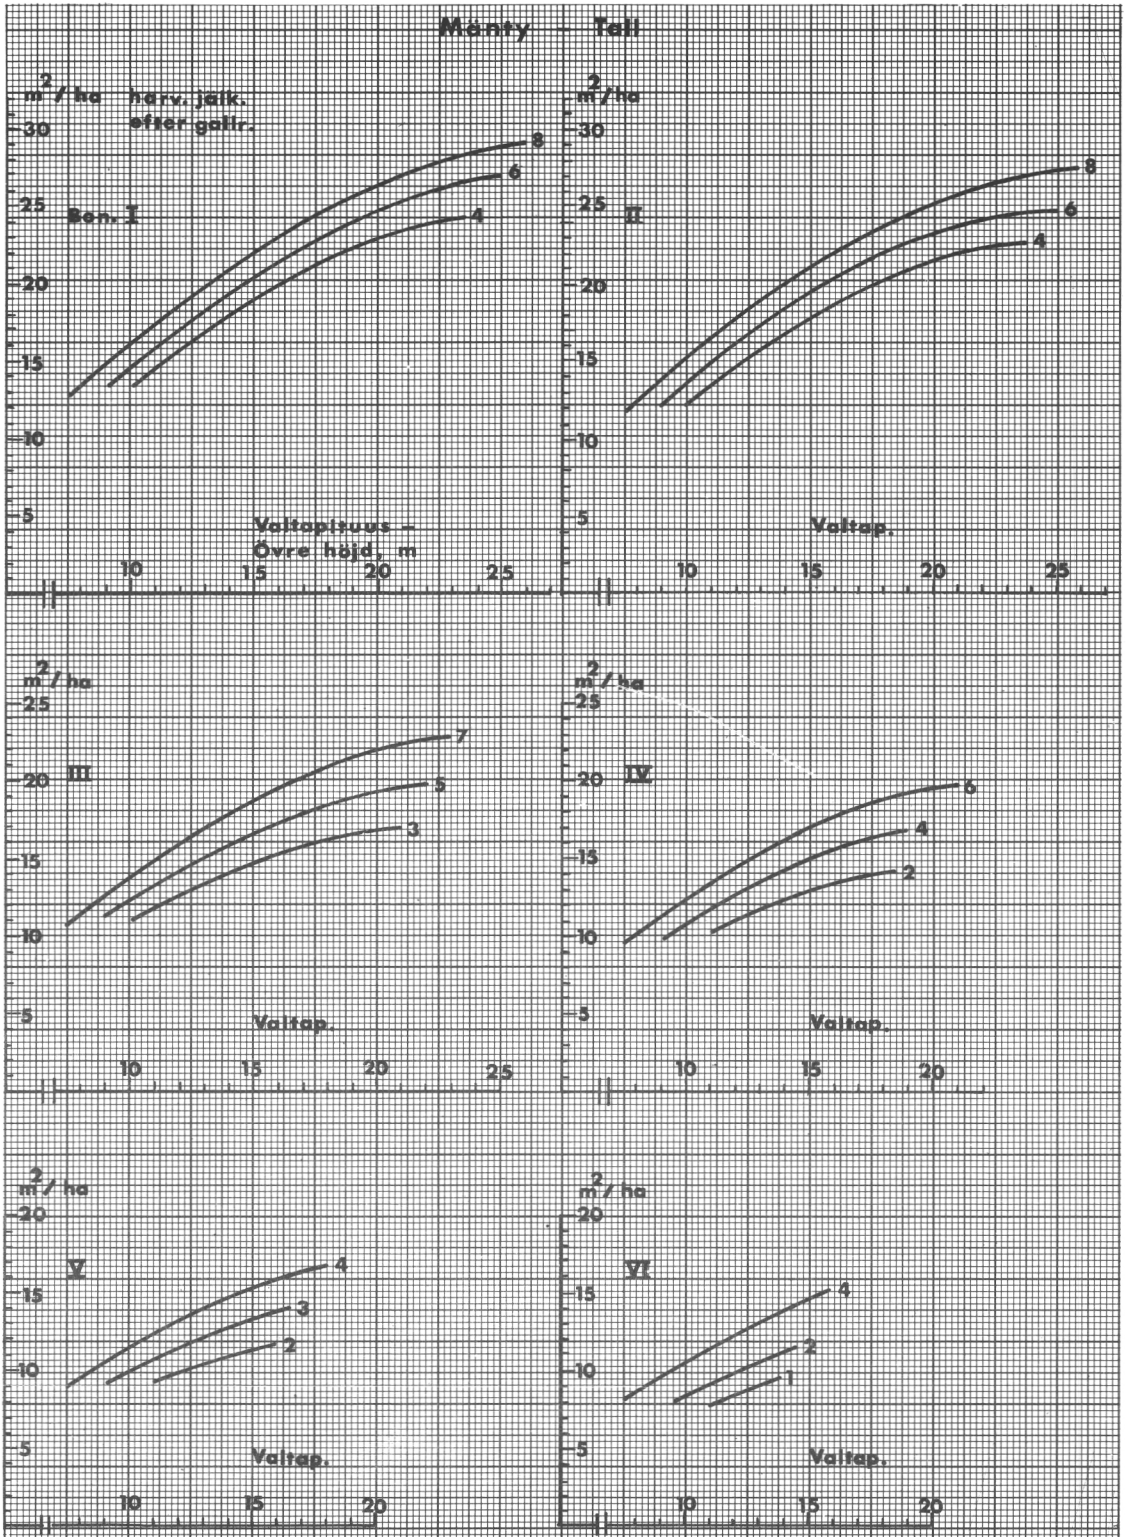 Mänty - Tall
m²/ha harv. jälk.
efter gallr.
30
25
20
15
10
5
Bon. I
8
6
4
Valtapituus –
Övre höjd, m
10 15 20 25
m²/ha
30
25
20
15
10
5
II
8
6
4
Valtap.
10 15 20 25
m²/ha
25
20
15
10
5
III
7
5
3
Valtap.
10 15 20 25
m²/ha
25
20
15
10
5
IV
6
4
2
Valtap.
10 15 20
m²/ha
20
15
10
5
V
4
3
2
Valtap.
10 15 20
m²/ha
20
15
10
5
VI
4
2
1
Valtap.
10 15 20